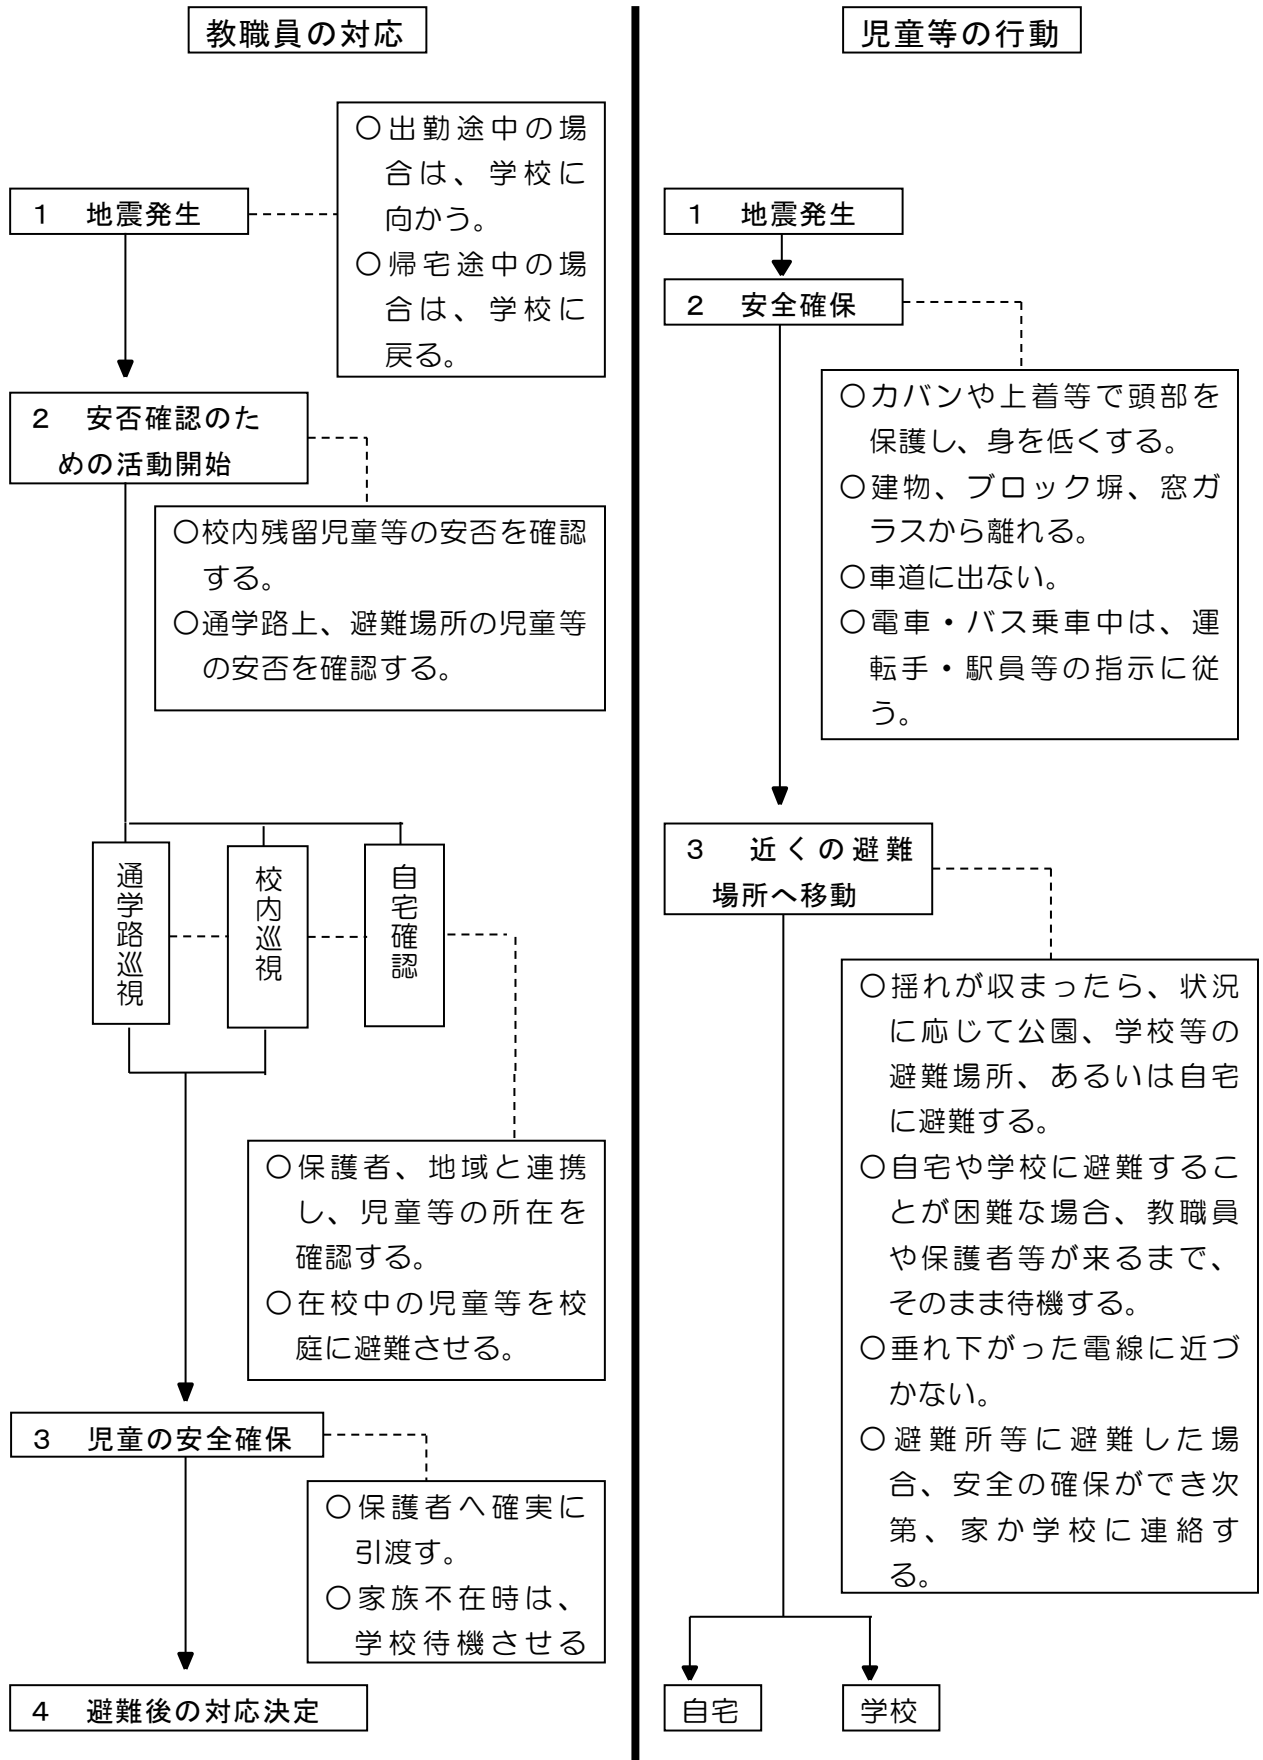 教職員の対応
○出勤途中の場
合は、学校に
向かう。
○帰宅途中の場
合は、学校に
戻る。
1 地震発生
2 安否確認のた
めの活動開始
○校内残留児童等の安否を確認
する。
○通学路上、避難場所の児童等
の安否を確認する。
通学路巡視
校内巡視
自宅確認
○保護者、地域と連携
し、児童等の所在を
確認する。
○在校中の児童等を校
庭に避難させる。
3 児童の安全確保
○保護者へ確実に
引渡す。
○家族不在時は、
学校待機させる
4 避難後の対応決定
児童等の行動
1 地震発生
2 安全確保
○カバンや上着等で頭部を
保護し、身を低くする。
○建物、ブロック塀、窓ガ
ラスから離れる。
○車道に出ない。
○電車・バス乗車中は、運
転手・駅員等の指示に従
う。
3 近くの避難
場所へ移動
○揺れが収まったら、状況
に応じて公園、学校等の
避難場所、あるいは自宅
に避難する。
○自宅や学校に避難するこ
とが困難な場合、教職員
や保護者等が来るまで、
そのまま待機する。
○垂れ下がった電線に近づ
かない。
○避難所等に避難した場
合、安全の確保ができ次
第、家か学校に連絡す
る。
自宅
学校